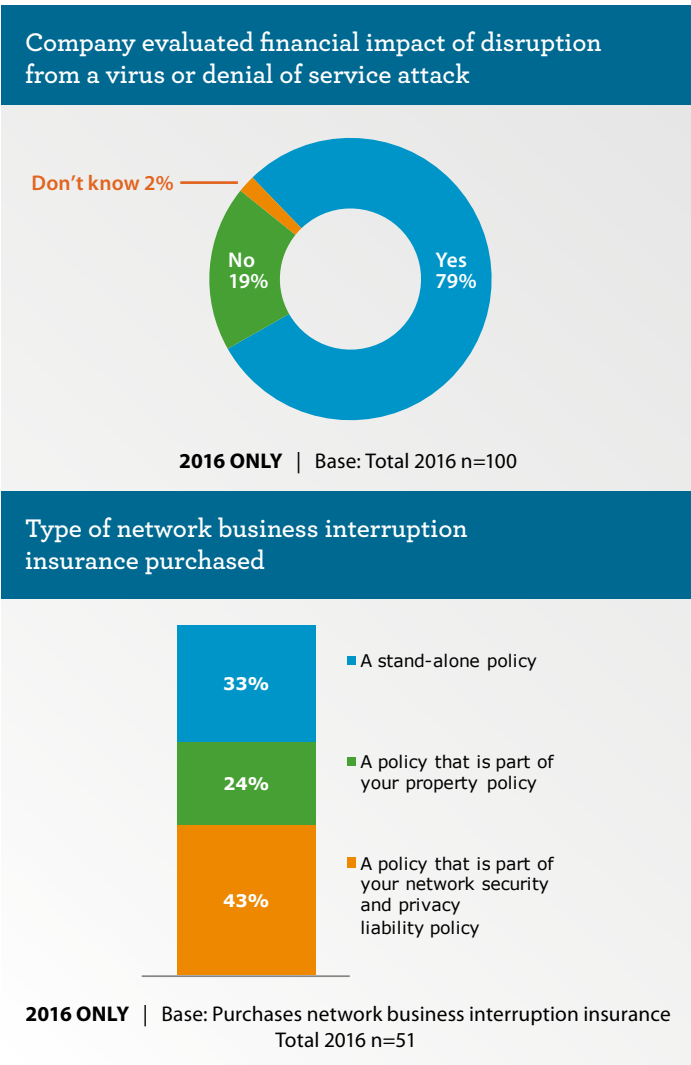 Company evaluated financial impact of disruption
from a virus or denial of service attack
Don’t know 2%
No
19%
Yes
79%
2016 ONLY | Base: Total 2016 n=100
Type of network business interruption
insurance purchased
33%
A stand-alone policy
24%
A policy that is part of
your property policy
43%
A policy that is part of
your network security
and privacy
liability policy
2016 ONLY | Base: Purchases network business interruption insurance
Total 2016 n=51